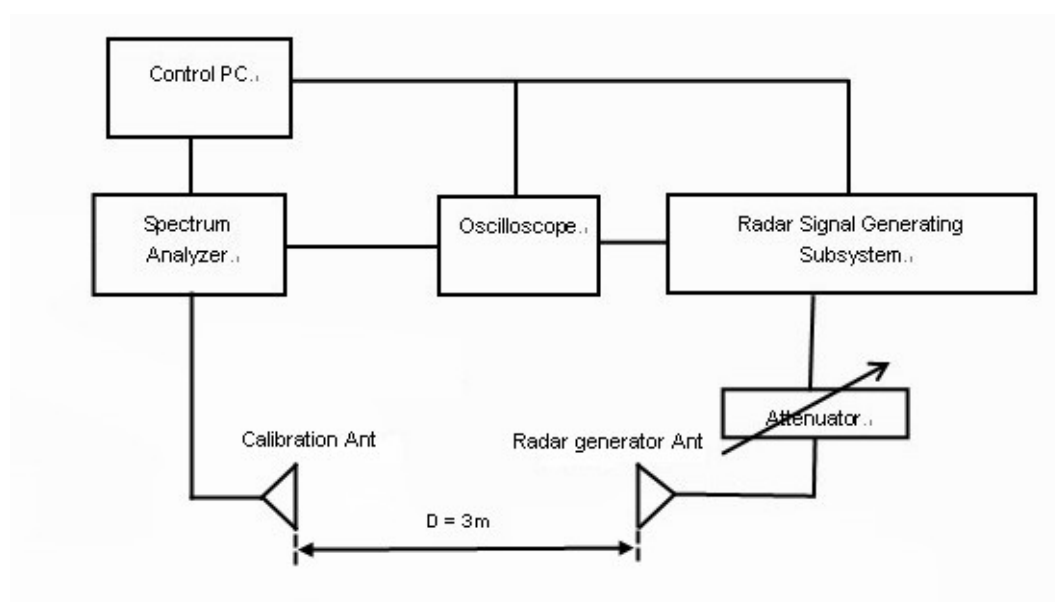 Control PC
Spectrum
Analyzer
Oscilloscope
Radar Signal Generating
Subsystem
Attenuator
Calibration Ant
Radar generator Ant
D = 3m